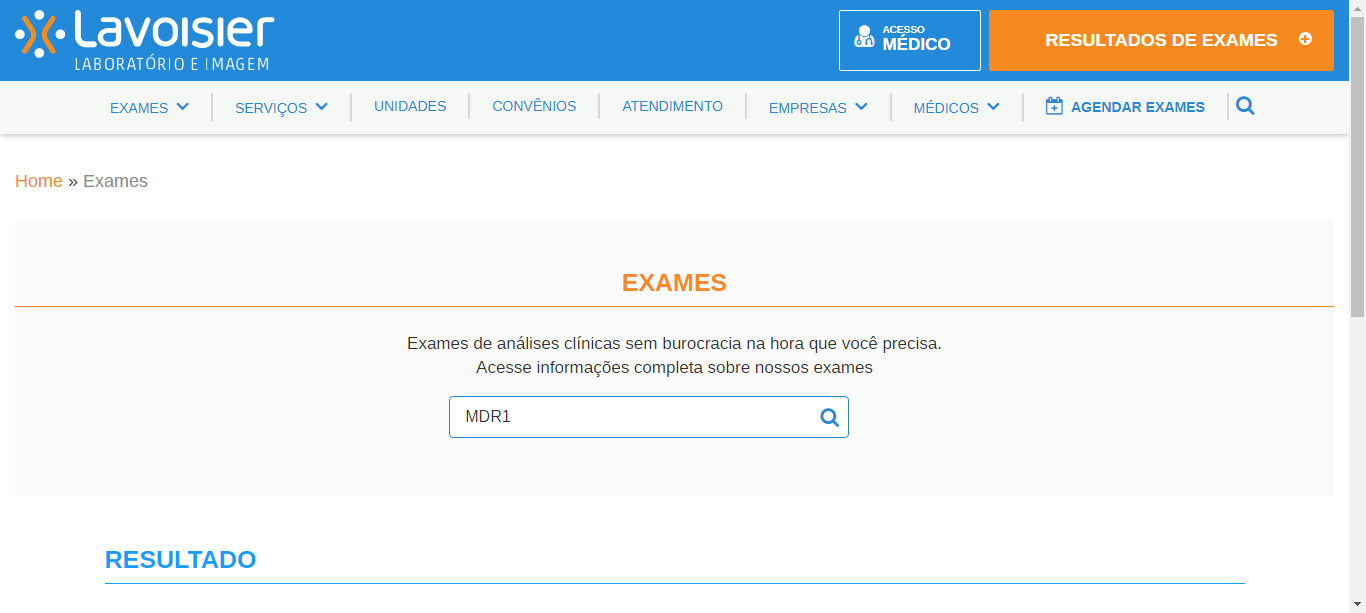 Lavoisier
LABORATÓRIO E IMAGEM
ACESSO
MÉDICO
RESULTADOS DE EXAMES
EXAMES
SERVIÇOS
UNIDADES
CONVÊNIOS
ATENDIMENTO
EMPRESAS
MÉDICOS
AGENDAR EXAMES
Home » Exames
EXAMES
Exames de análises clínicas sem burocracia na hora que você precisa.
Acesse informações completa sobre nossos exames
MDR1
RESULTADO